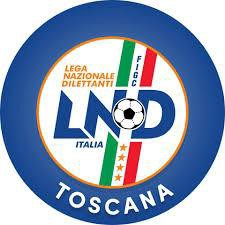 LEGA
NAZIONALE
DILETTANTI
FIGC
LND
ITALIA
TOSCANA